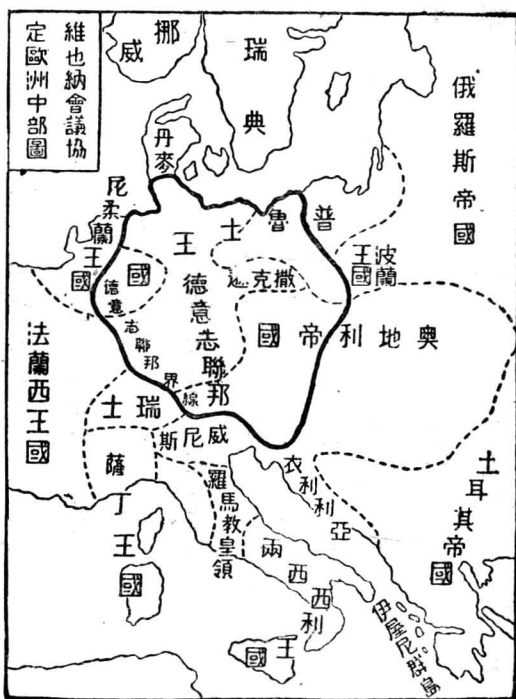 維也納會議協
定歐洲中部圖
挪威
瑞典
俄羅斯帝國
丹麥
尼柔蘭王國
普魯士王國
波蘭王國
撒克遜
德意志聯邦
德意志聯邦界線
奧地利帝國
法蘭西王國
瑞士
威尼斯
薩丁王國
羅馬教皇領
衣利利亞
兩西西利王國
土耳其帝國
伊屋尼群島